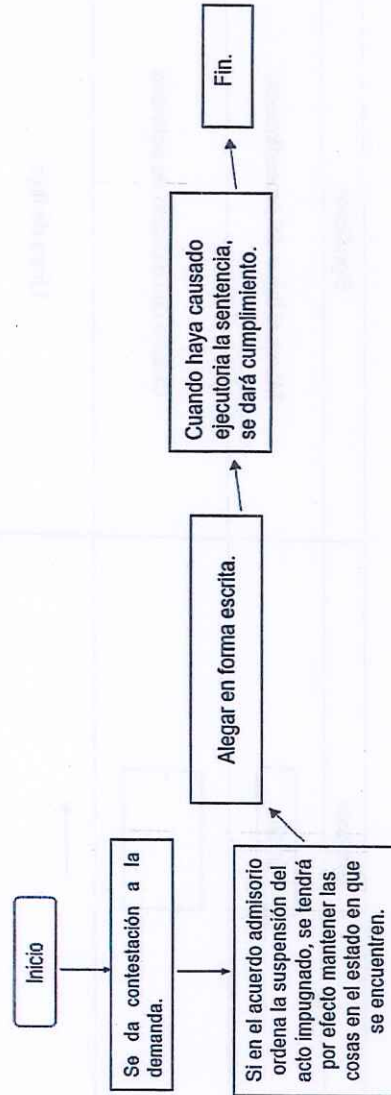 Inicio
Se da contestación a la
demanda.
Si en el acuerdo admisorio
ordena la suspensión del
acto impugnado, se tendrá
por efecto mantener las
cosas en el estado en que
se encuentren.
Alegar en forma escrita.
Cuando haya causado
ejecutoria la sentencia,
se dará cumplimiento.
Fin.